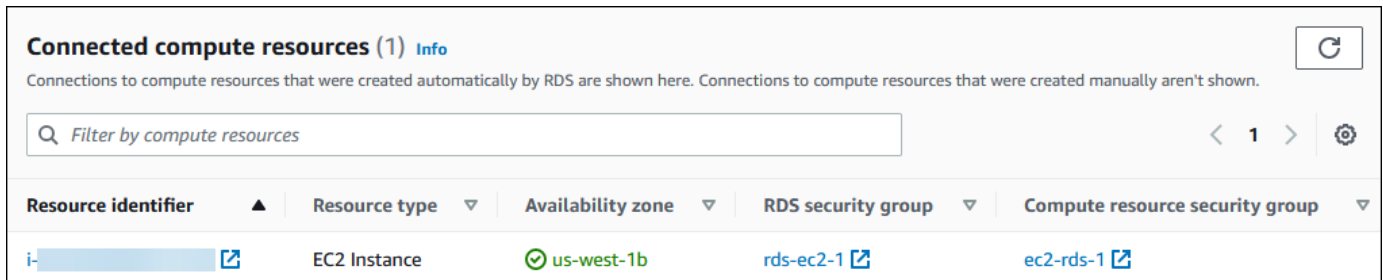 Connected compute resources (1) Info
Connections to compute resources that were created automatically by RDS are shown here. Connections to compute resources that were created manually aren't shown.
Filter by compute resources
1
Resource identifier Resource type Availability zone RDS security group Compute resource security group
i- EC2 Instance us-west-1b rds-ec2-1 ec2-rds-1